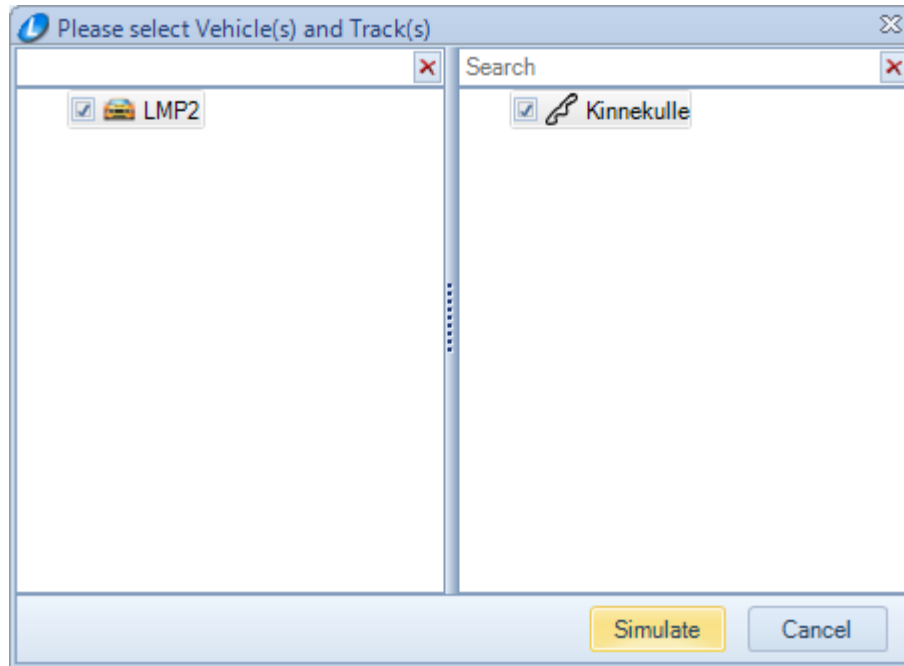 Please select Vehicle(s) and Track(s)
Search
LMP2
Kinnekulle
Simulate
Cancel